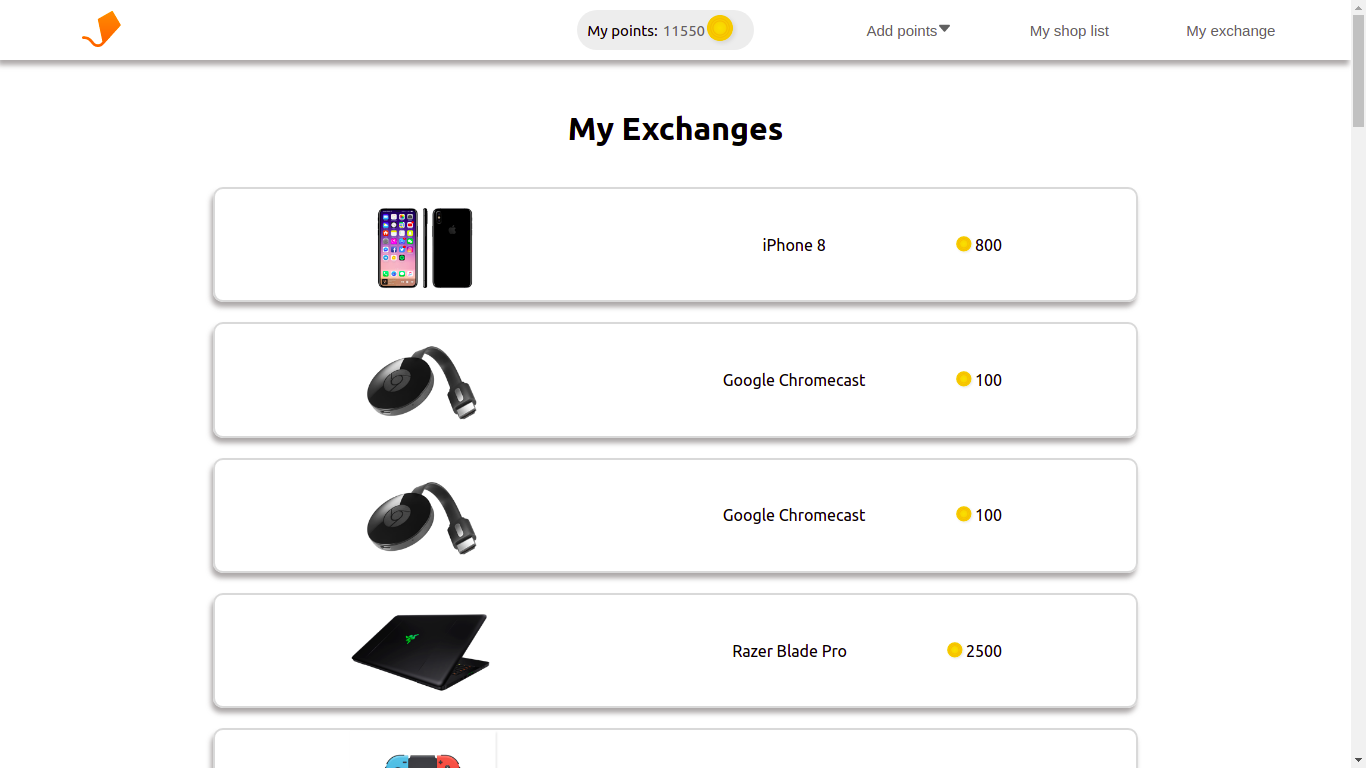 My points: 11550
Add points
My shop list
My exchange
My Exchanges
iPhone 8
800
Google Chromecast
100
Google Chromecast
100
Razer Blade Pro
2500